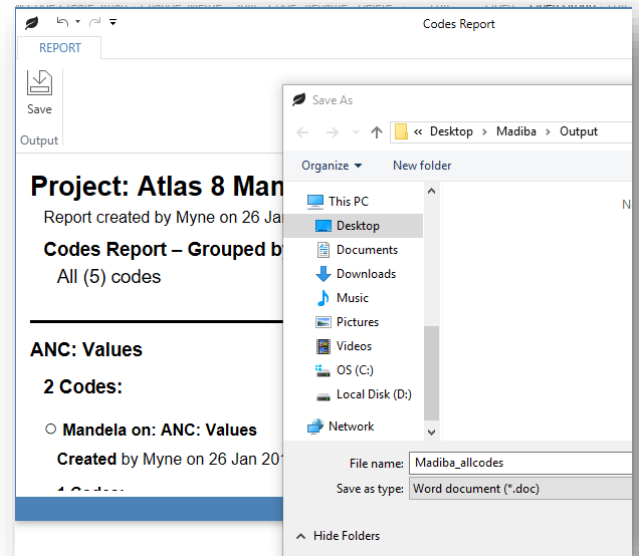 Codes Report
REPORT
Save
Output
Project: Atlas 8 Man
Report created by Myne on 26 Ja
Codes Report – Grouped b
All (5) codes
ANC: Values
2 Codes:
Mandela on: ANC: Values
Created by Myne on 26 Jan 201
Save As
« Desktop › Madiba › Output
Organize
New folder
This PC
Desktop
Documents
Downloads
Music
Pictures
Videos
OS (C:)
Local Disk (D:)
Network
File name: Madiba_allcodes
Save as type: Word document (*.doc)
Hide Folders